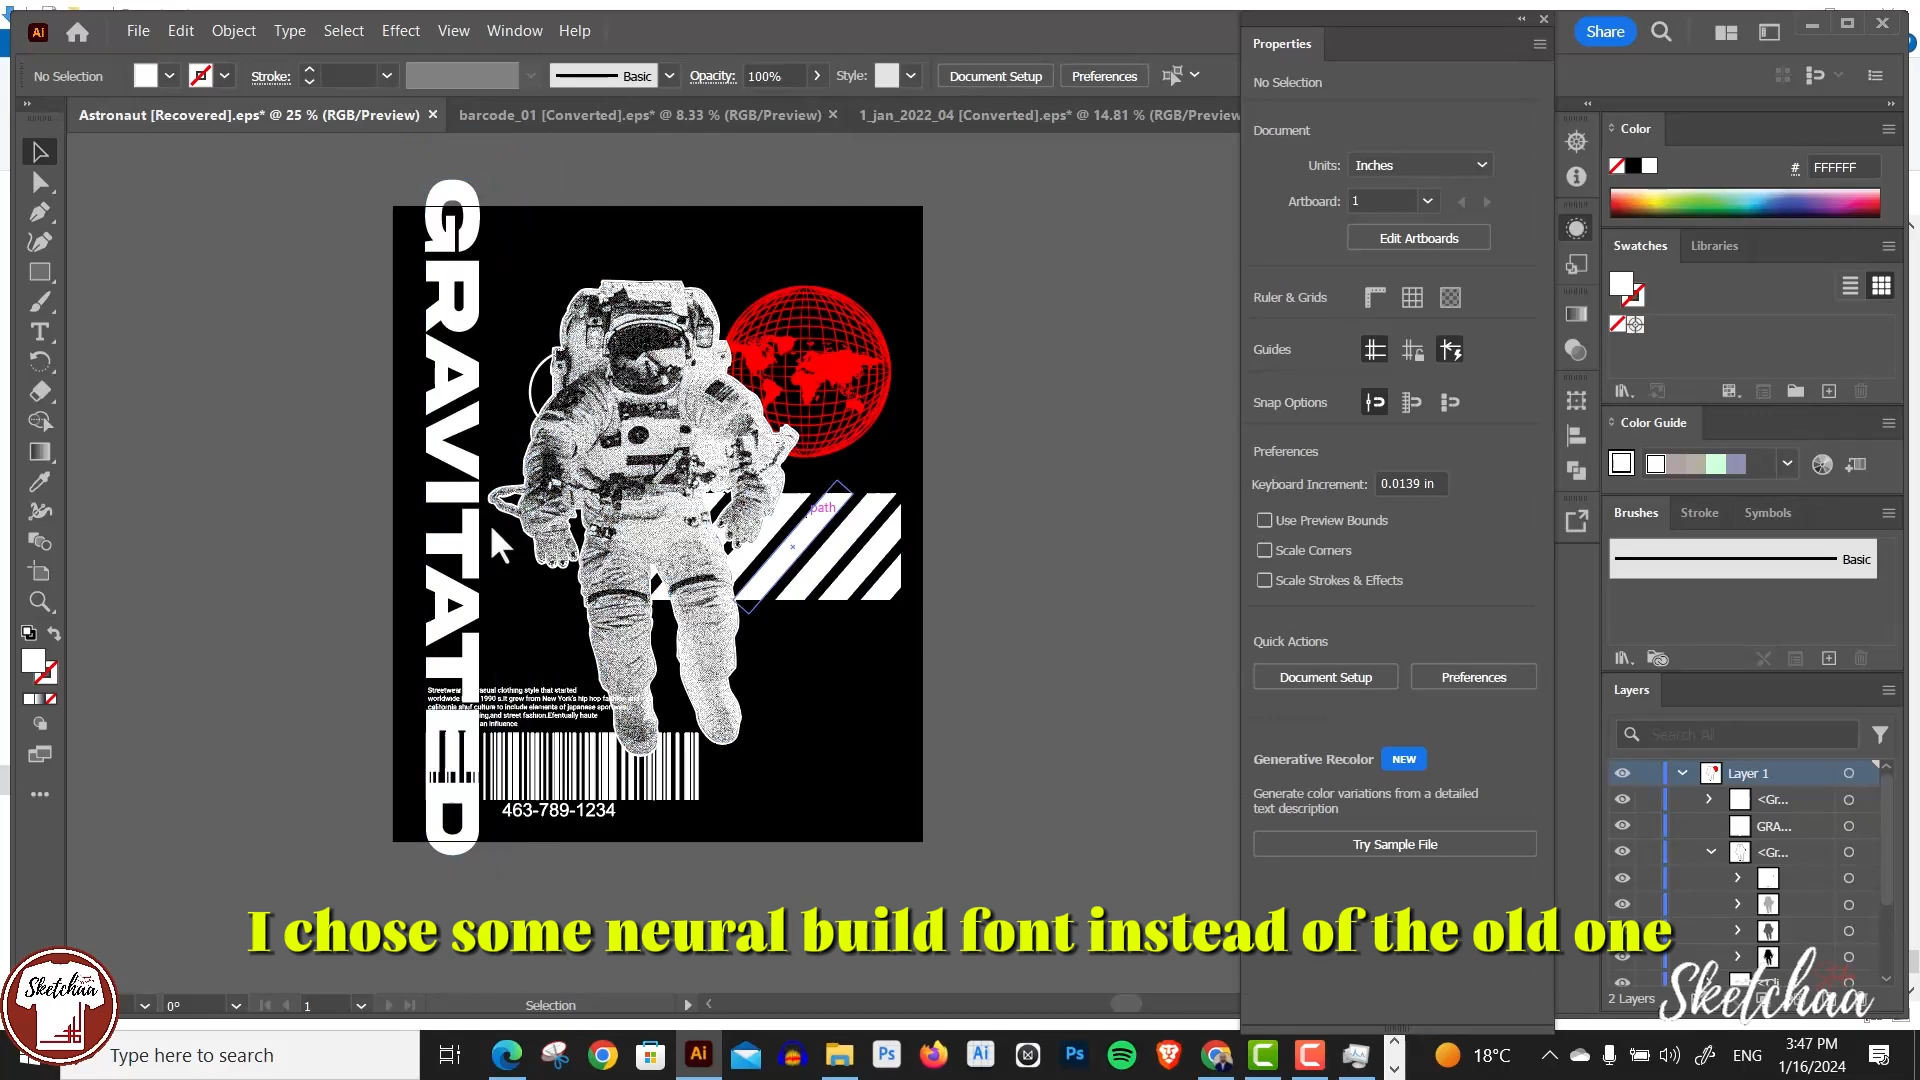 File Edit Object Type Select Effect View Window Help
Share
No Selection
Stroke:
Basic
Opacity: 100%
Style:
Document Setup
Preferences
Astronaut [Recovered].eps* @ 25 % (RGB/Preview)
barcode_01 [Converted].eps* @ 8.33 % (RGB/Preview)
1_jan_2022_04 [Converted].eps* @ 14.81 % (RGB/Preview
Properties
No Selection
Document
Units: Inches
Artboard: 1
Edit Artboards
Ruler & Grids
Guides
Snap Options
Preferences
Keyboard Increment: 0.0139 in
Use Preview Bounds
Scale Corners
Scale Strokes & Effects
Quick Actions
Document Setup
Preferences
Generative Recolor NEW
Generate color variations from a detailed
text description
Try Sample File
Color
# FFFFFF
Swatches Libraries
Color Guide
Brushes Stroke Symbols
Basic
Layers
Search All
Layer 1
<Gr...
GRA...
<Gr...
2 Layers
GRAVITATED
path
463-789-1234
I chose some neural build font instead of the old one
Sketchaa
Sketchaa
0°
1
Selection
Type here to search
18°C
ENG
3:47 PM
1/16/2024